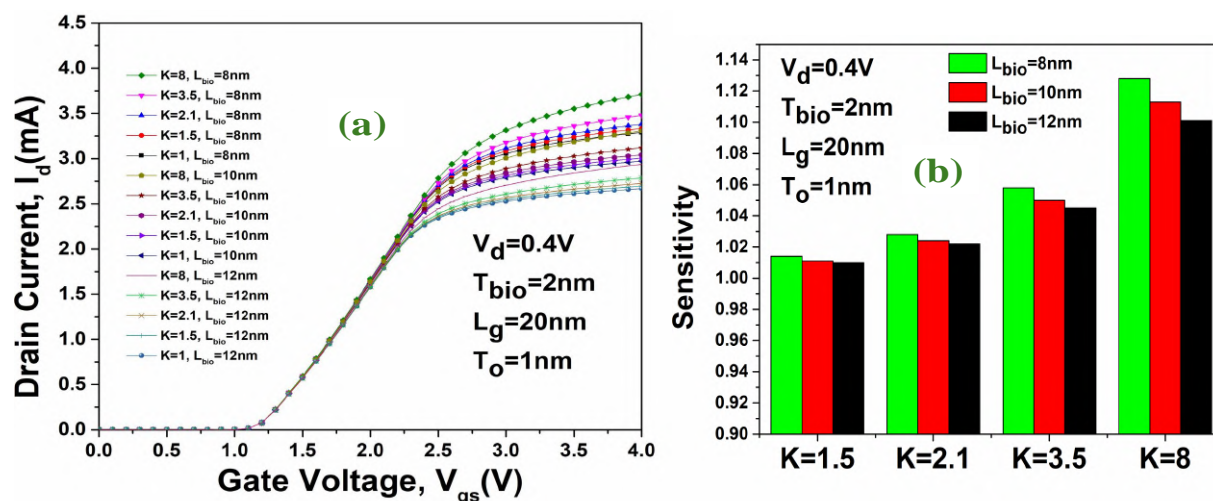 4.5
4.0
3.5
3.0
2.5
2.0
1.5
1.0
0.5
0.0
Drain Current, I_d(mA)
K=8, L_bio=8nm
K=3.5, L_bio=8nm
K=2.1, L_bio=8nm
K=1.5, L_bio=8nm
K=1, L_bio=8nm
K=8, L_bio=10nm
K=3.5, L_bio=10nm
K=2.1, L_bio=10nm
K=1.5, L_bio=10nm
K=1, L_bio=10nm
K=8, L_bio=12nm
K=3.5, L_bio=12nm
K=2.1, L_bio=12nm
K=1.5, L_bio=12nm
K=1, L_bio=12nm
(a)
V_d=0.4V
T_bio=2nm
L_g=20nm
T_o=1nm
0.0 0.5 1.0 1.5 2.0 2.5 3.0 3.5 4.0
Gate Voltage, V_gs(V)
1.14
1.12
1.10
1.08
1.06
1.04
1.02
1.00
0.98
0.96
0.94
0.92
0.90
Sensitivity
V_d=0.4V
T_bio=2nm
L_g=20nm
T_o=1nm
L_bio=8nm
L_bio=10nm
L_bio=12nm
(b)
K=1.5 K=2.1 K=3.5 K=8